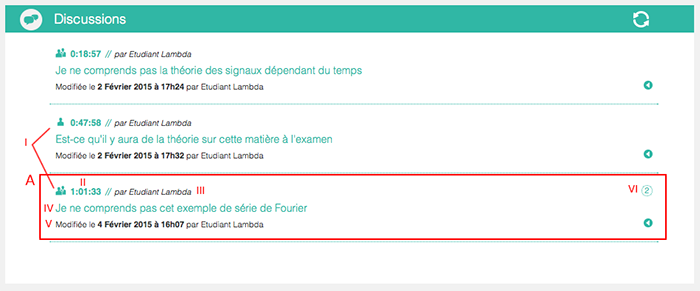 Discussions
0:18:57 // par Etudiant Lambda
Je ne comprends pas la théorie des signaux dépendant du temps
Modifiée le 2 Février 2015 à 17h24 par Etudiant Lambda
0:47:58 // par Etudiant Lambda
I
Est-ce qu'il y aura de la théorie sur cette matière à l'examen
Modifiée le 2 Février 2015 à 17h32 par Etudiant Lambda
A
II
1:01:33 // par Etudiant Lambda III
VI 2
IV Je ne comprends pas cet exemple de série de Fourier
V Modifiée le 4 Février 2015 à 16h07 par Etudiant Lambda